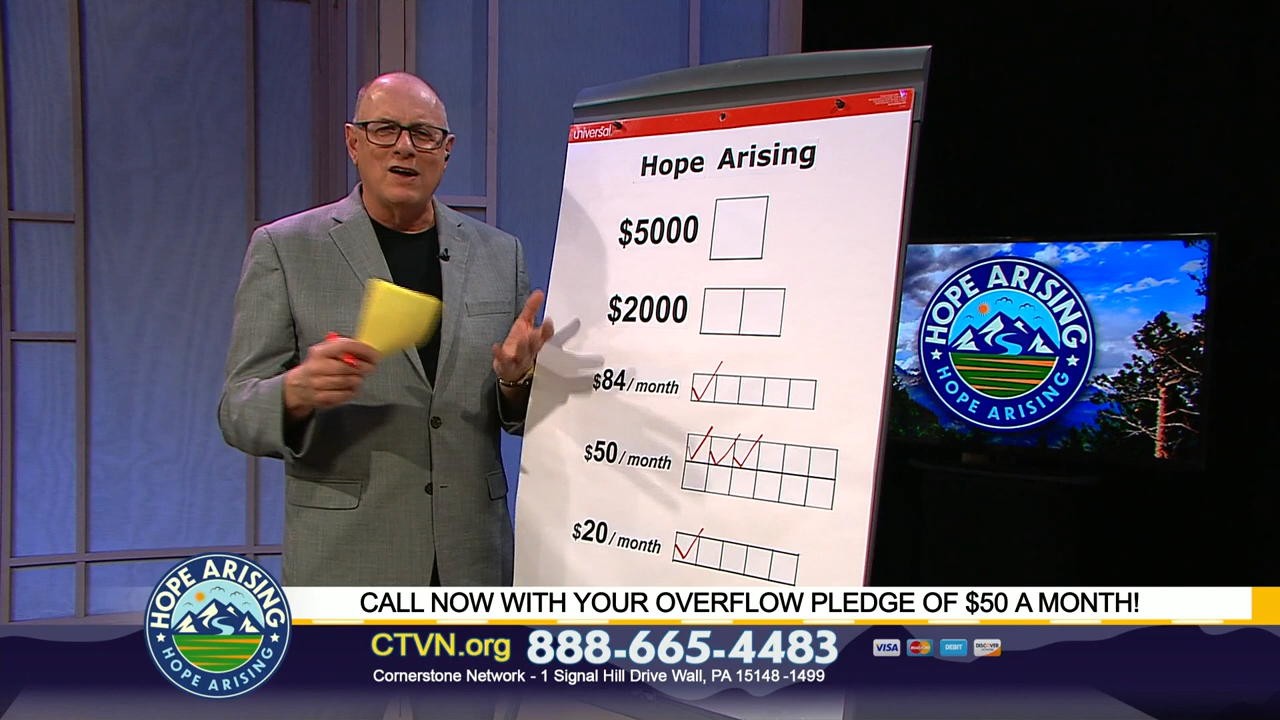 universal
Hope Arising
$5000
$2000
$84/month
$50/month
$20/month
HOPE ARISING
HOPE ARISING
HOPE ARISING
HOPE ARISING
CALL NOW WITH YOUR OVERFLOW PLEDGE OF $50 A MONTH!
CTVN.org 888-665-4483
VISA MasterCard DEBIT DISCOVER
Cornerstone Network - 1 Signal Hill Drive Wall, PA 15148 -1499